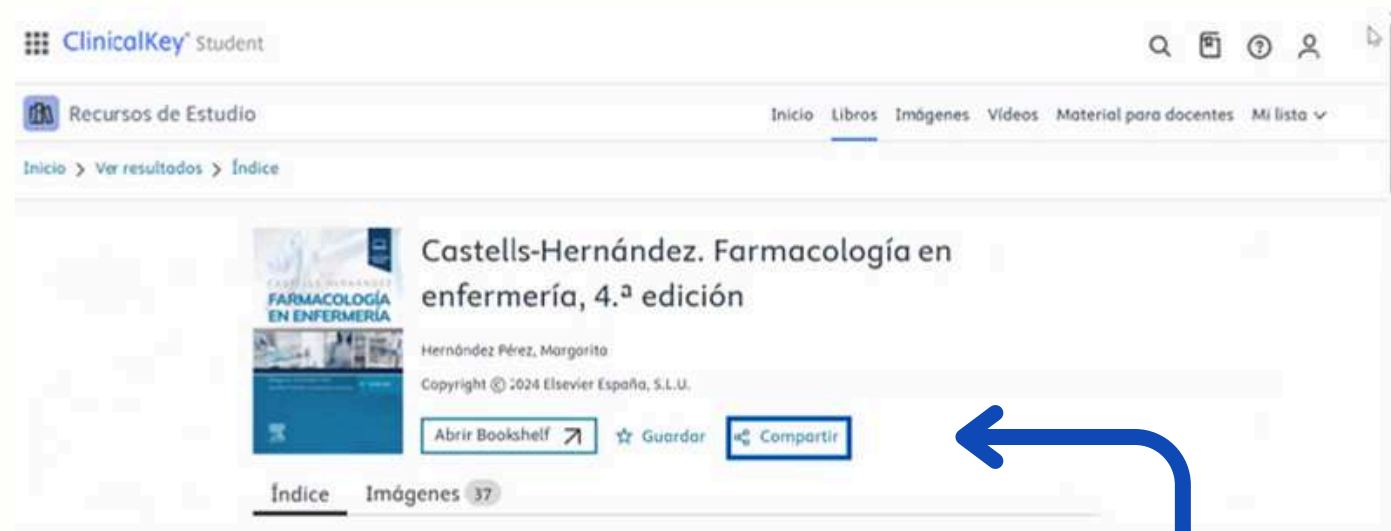 ClinicalKey® Student
Recursos de Estudio
Inicio Libros Imágenes Vídeos Material para docentes Mi lista
Inicio > Ver resultados > Índice
CASTELLS-HERNÁNDEZ
FARMACOLOGÍA
EN ENFERMERÍA
Castells-Hernández. Farmacología en
enfermería, 4.ª edición
Hernández Pérez, Margarita
Copyright © 2024 Elsevier España, S.L.U.
Abrir Bookshelf Guardar Compartir
Índice Imágenes 37